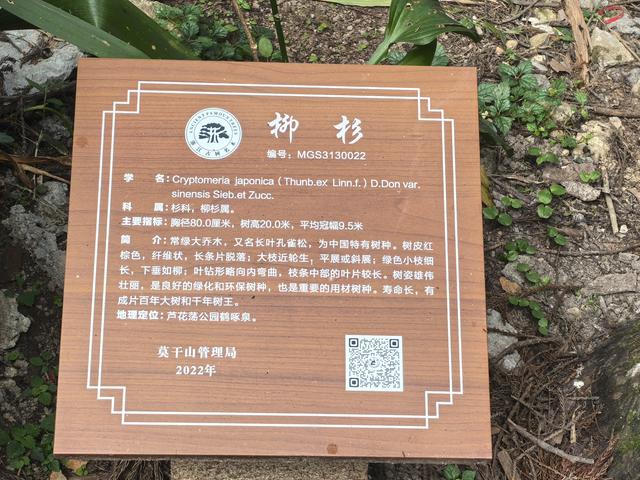 柳杉
编号：MGS3130022
学 名：Cryptomeria japonica（Thunb.ex Linn.f.）D.Don var.
sinensis Sieb.et Zucc.
科 属：杉科，柳杉属。
主要指标：胸径80.0厘米，树高20.0米，平均冠幅9.5米
简 介：常绿大乔木，又名长叶孔雀松，为中国特有树种。树皮红
棕色，纤维状，长条片脱落；大枝近轮生，平展或斜展；绿色小枝细
长，下垂如柳；叶钻形略向内弯曲，枝条中部的叶片较长。树姿雄伟
壮丽，是良好的绿化和环保树种，也是重要的用材树种。寿命长，有
成片百年大树和千年树王。
地理定位：芦花荡公园鹤啄泉。
莫干山管理局
2022年